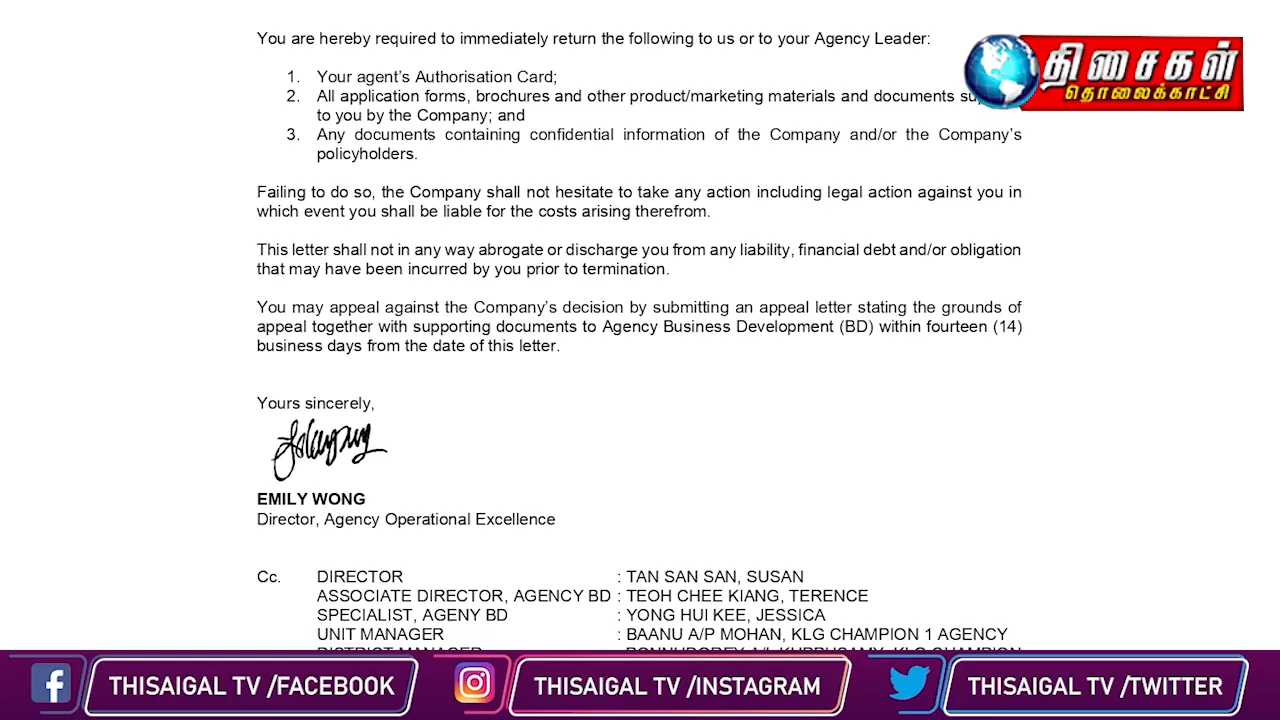 You are hereby required to immediately return the following to us or to your Agency Leader:
1. Your agent's Authorisation Card;
2. All application forms, brochures and other product/marketing materials and documents
to you by the Company; and
3. Any documents containing confidential information of the Company and/or the Company's
policyholders.
Failing to do so, the Company shall not hesitate to take any action including legal action against you in
which event you shall be liable for the costs arising therefrom.
This letter shall not in any way abrogate or discharge you from any liability, financial debt and/or obligation
that may have been incurred by you prior to termination.
You may appeal against the Company's decision by submitting an appeal letter stating the grounds of
appeal together with supporting documents to Agency Business Development (BD) within fourteen (14)
business days from the date of this letter.
Yours sincerely,
EMILY WONG
Director, Agency Operational Excellence
Cc. DIRECTOR : TAN SAN SAN, SUSAN
ASSOCIATE DIRECTOR, AGENCY BD : TEOH CHEE KIANG, TERENCE
SPECIALIST, AGENY BD : YONG HUI KEE, JESSICA
UNIT MANAGER : BAANU A/P MOHAN, KLG CHAMPION 1 AGENCY
திசைகள்
தொலைக்காட்சி
THISAIGAL TV /FACEBOOK
THISAIGAL TV /INSTAGRAM
THISAIGAL TV /TWITTER